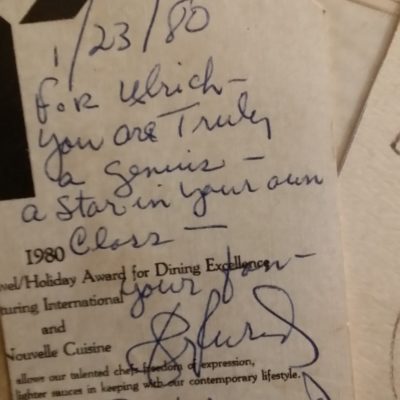 1/23/80
For Ulrich-
You are Truly
a genius-
a star in your own
Class-
1980
vel/Holiday Award for Dining Excellence
your fan-
turing International
and
Nouvelle Cuisine
allows our talented chefs freedom of expression,
lighter sauces in keeping with our contemporary lifestyle.